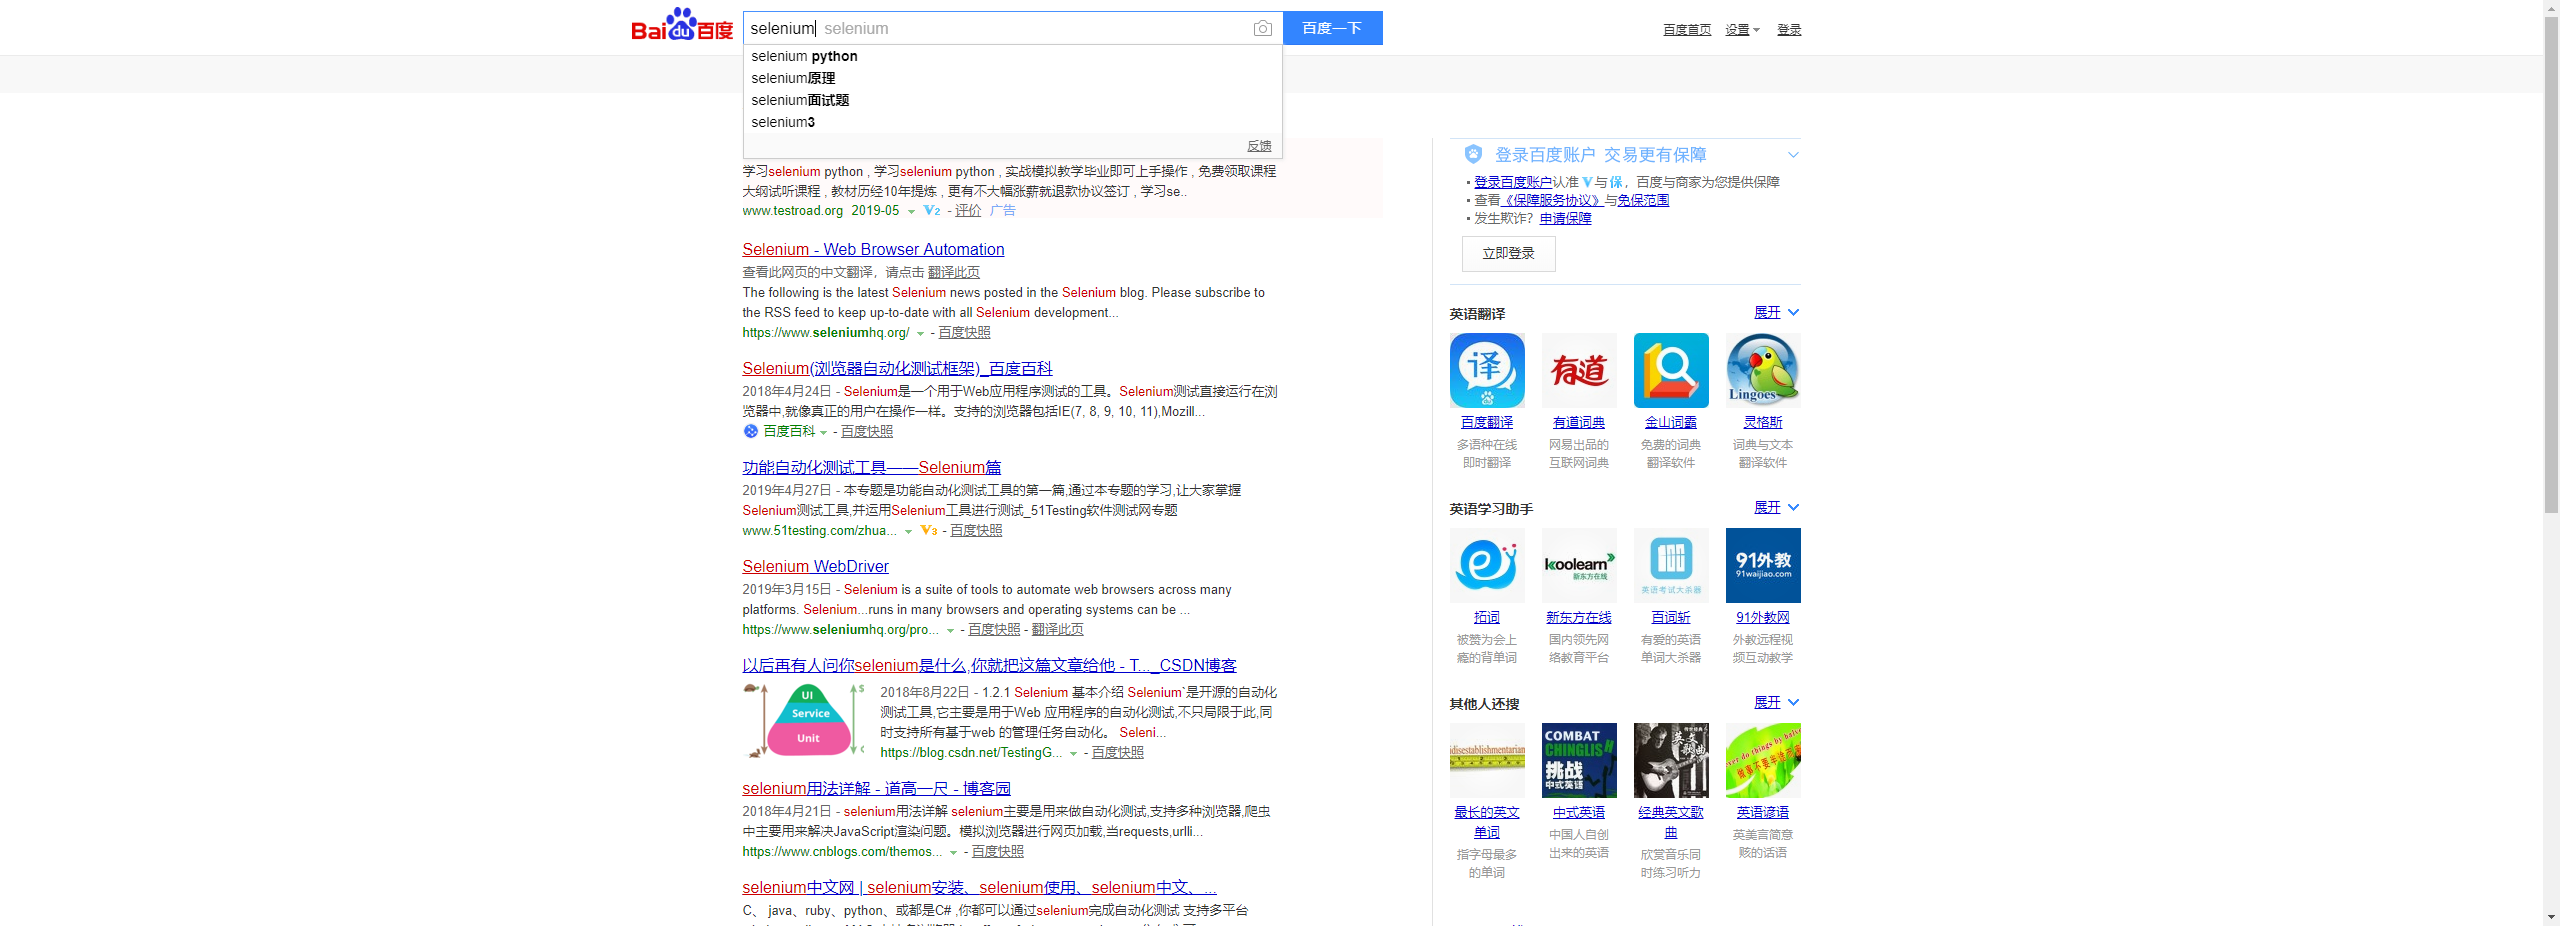 Bai du 百度
selenium selenium
百度一下
百度首页 设置 登录
selenium python
selenium原理
selenium面试题
selenium3
反馈
学习selenium python , 学习selenium python , 实战模拟教学毕业即可上手操作 , 免费领取课程
大纲试听课程 , 教材历经10年提炼 , 更有不大幅涨薪就退款协议签订 , 学习se..
www.testroad.org 2019-05 V2 - 评价 广告
Selenium - Web Browser Automation
查看此网页的中文翻译，请点击 翻译此页
The following is the latest Selenium news posted in the Selenium blog. Please subscribe to
the RSS feed to keep up-to-date with all Selenium development...
https://www.seleniumhq.org/ - 百度快照
Selenium(浏览器自动化测试框架)_百度百科
2018年4月24日 - Selenium是一个用于Web应用程序测试的工具。Selenium测试直接运行在浏
览器中,就像真正的用户在操作一样。支持的浏览器包括IE(7, 8, 9, 10, 11),Mozill...
百度百科 - 百度快照
功能自动化测试工具——Selenium篇
2019年4月27日 - 本专题是功能自动化测试工具的第一篇,通过本专题的学习,让大家掌握
Selenium测试工具,并运用Selenium工具进行测试_51Testing软件测试网专题
www.51testing.com/zhua... V3 - 百度快照
Selenium WebDriver
2019年3月15日 - Selenium is a suite of tools to automate web browsers across many
platforms. Selenium...runs in many browsers and operating systems can be ...
https://www.seleniumhq.org/pro... - 百度快照 - 翻译此页
以后再有人问你selenium是什么,你就把这篇文章给他 - T..._CSDN博客
UI
Service
Unit
2018年8月22日 - 1.2.1 Selenium 基本介绍 Selenium`是开源的自动化
测试工具,它主要是用于Web 应用程序的自动化测试,不只局限于此,同
时支持所有基于web 的管理任务自动化。 Seleni...
https://blog.csdn.net/TestingG... - 百度快照
selenium用法详解 - 道高一尺 - 博客园
2018年4月21日 - selenium用法详解 selenium主要是用来做自动化测试,支持多种浏览器,爬虫
中主要用来解决JavaScript渲染问题。模拟浏览器进行网页加载,当requests,urlli...
https://www.cnblogs.com/themos... - 百度快照
selenium中文网 | selenium安装、selenium使用、selenium中文、...
C、 java、ruby、python、或都是C# ,你都可以通过selenium完成自动化测试 支持多平台
登录百度账户 交易更有保障
登录百度账户认准V与保，百度与商家为您提供保障
查看《保障服务协议》与免保范围
发生欺诈? 申请保障
立即登录
英语翻译 展开
译
有道
Lingoes
百度翻译 有道词典 金山词霸 灵格斯
多语种在线 网易出品的 免费的词典 词典与文本
即时翻译 互联网词典 翻译软件 翻译软件
英语学习助手 展开
koolearn
新东方在线
英语考试大杀器
91外教
91waijiao.com
拓词 新东方在线 百词斩 91外教网
被赞为会上 国内领先网 有爱的英语 外教远程视
瘾的背单词 络教育平台 单词大杀器 频互动教学
其他人还搜 展开
idisestablishmentarian
COMBAT
CHINGLISH
挑战
中式英语
英文
歌曲
ever do things by halve
做事不要半途而
最长的英文 中式英语 经典英文歌 英语谚语
单词 曲
指字母最多 中国人自创 欣赏音乐同 英美言简意
的单词 出来的英语 时练习听力 赅的话语